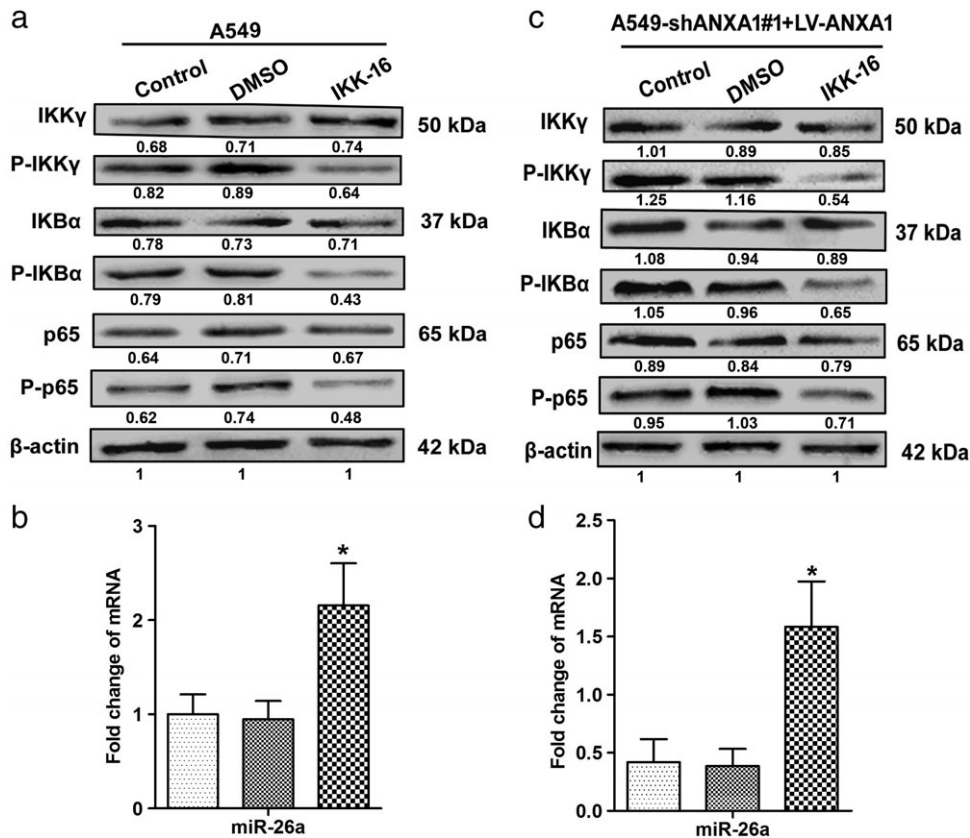 a
A549
Control DMSO IKK-16
IKKγ 50 kDa
0.68 0.71 0.74
P-IKKγ
0.82 0.89 0.64
IKBα 37 kDa
0.78 0.73 0.71
P-IKBα
0.79 0.81 0.43
p65 65 kDa
0.64 0.71 0.67
P-p65
0.62 0.74 0.48
β-actin 42 kDa
1 1 1
c
A549-shANXA1#1+LV-ANXA1
Control DMSO IKK-16
IKKγ 50 kDa
1.01 0.89 0.85
P-IKKγ
1.25 1.16 0.54
IKBα 37 kDa
1.08 0.94 0.89
P-IKBα
1.05 0.96 0.65
p65 65 kDa
0.89 0.84 0.79
P-p65
0.95 1.03 0.71
β-actin 42 kDa
1 1 1
b
Fold change of mRNA
3
2
1
0
*
miR-26a
d
Fold change of mRNA
2.5
2.0
1.5
1.0
0.5
0.0
*
miR-26a